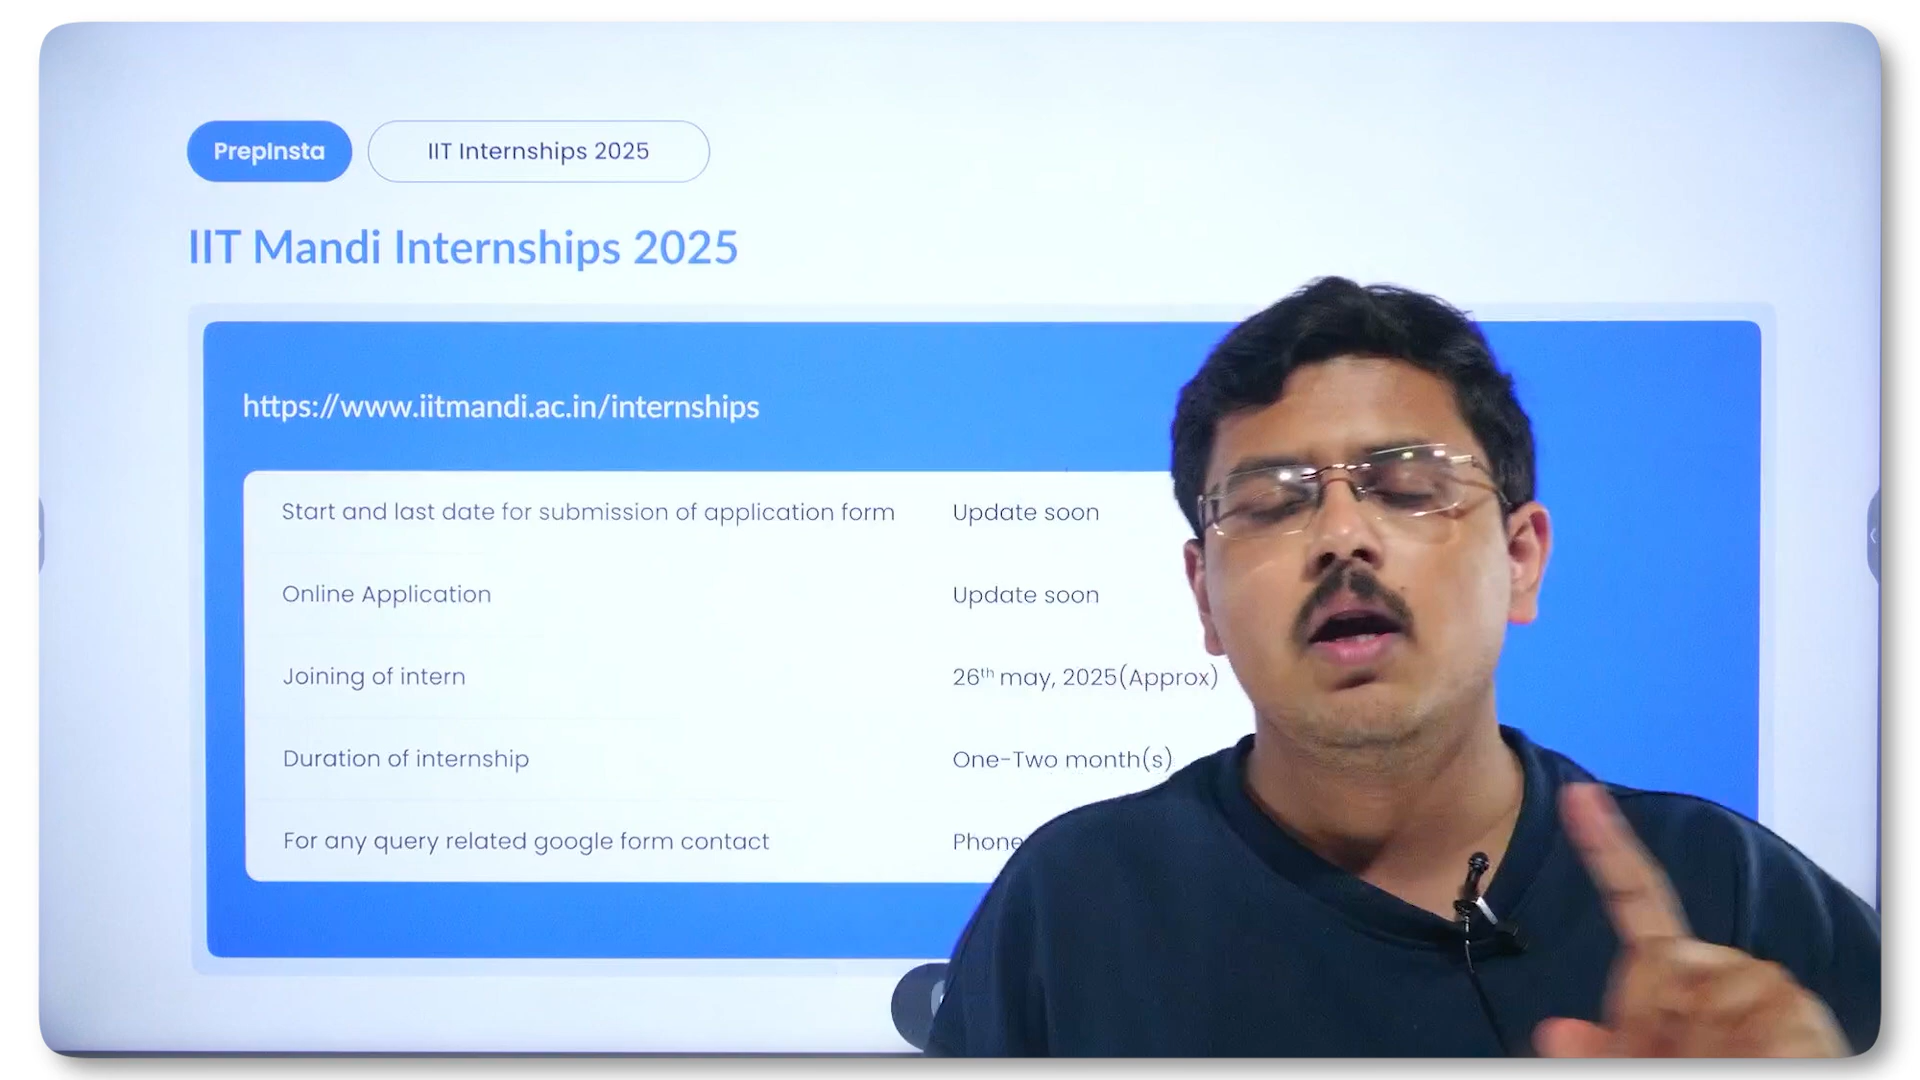 PrepInsta
IIT Internships 2025
IIT Mandi Internships 2025
https://www.iitmandi.ac.in/internships
Start and last date for submission of application form Update soon
Online Application Update soon
Joining of intern 26th may, 2025(Approx)
Duration of internship One-Two month(s)
For any query related google form contact Phone